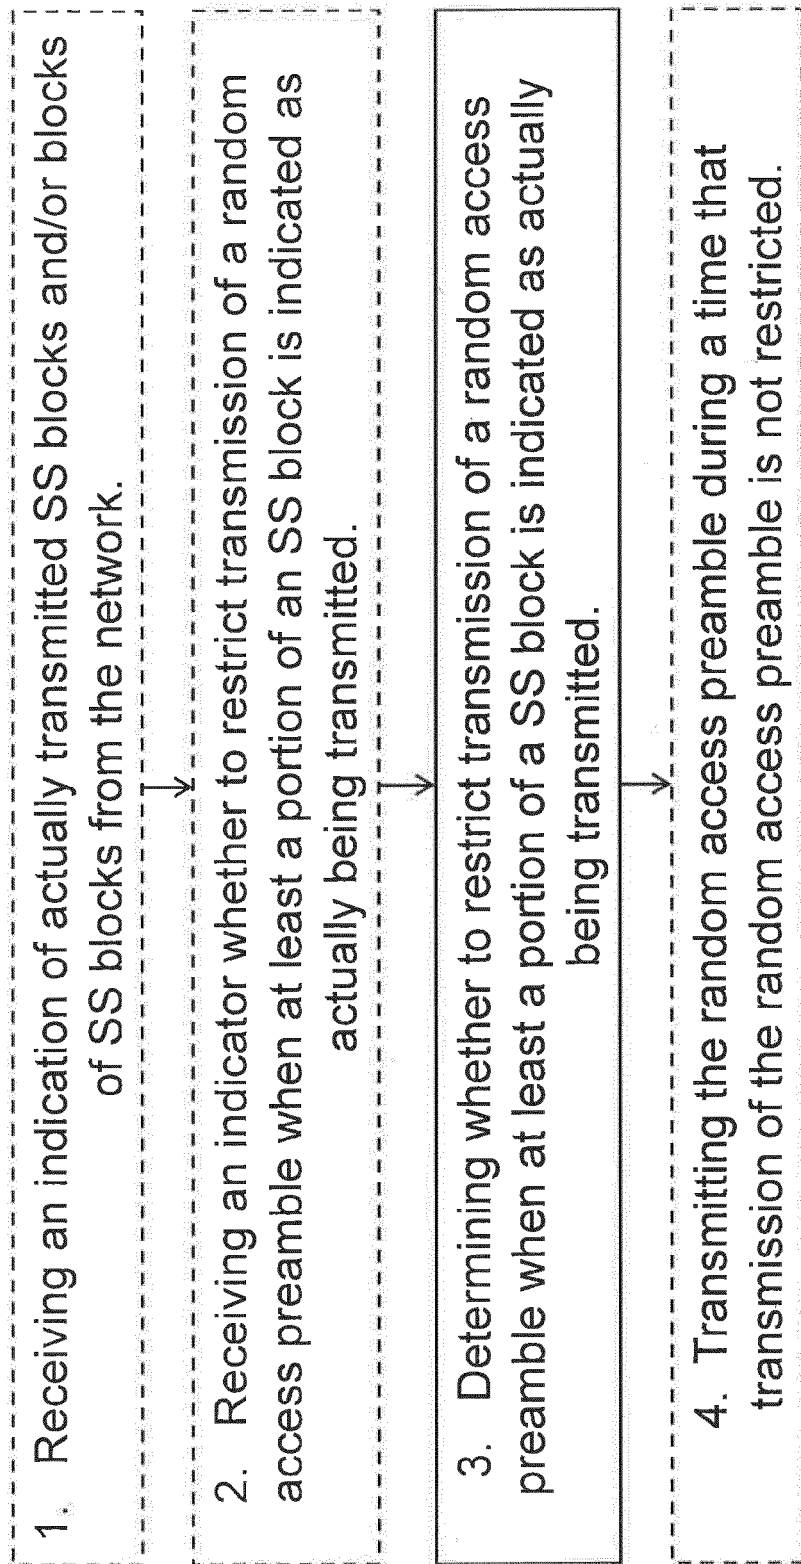 1. Receiving an indication of actually transmitted SS blocks and/or blocks
of SS blocks from the network.
2. Receiving an indicator whether to restrict transmission of a random
access preamble when at least a portion of an SS block is indicated as
actually being transmitted.
3. Determining whether to restrict transmission of a random access
preamble when at least a portion of a SS block is indicated as actually
being transmitted.
4. Transmitting the random access preamble during a time that
transmission of the random access preamble is not restricted.